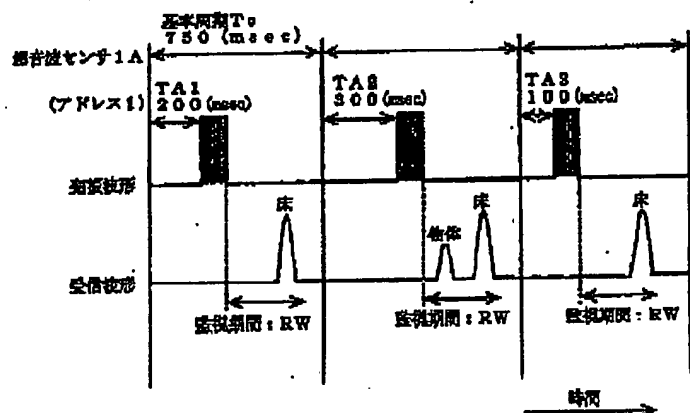 基本周期T₀
750(msec)
超音波センサ1A
TA1
200(msec)
TA2
300(msec)
TA3
100(msec)
(アドレス1)
発振波形
床
物体
床
床
受信波形
監視期間:RW
監視期間:RW
監視期間:RW
時間